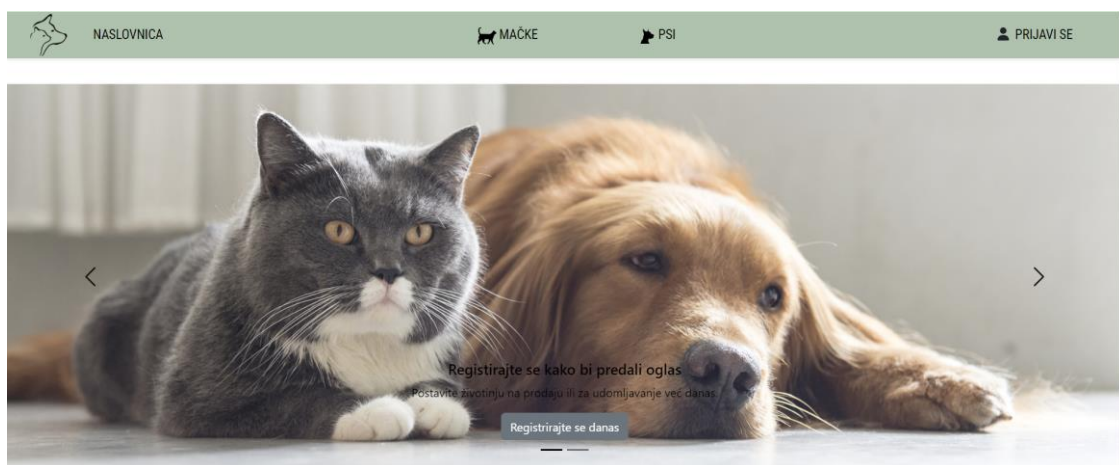 NASLOVNICA
MAČKE
PSI
PRIJAVI SE
Registirajte se kako bi predali oglas
Postavite životinju na prodaju ili za udomljavanje već danas.
Registrirajte se danas